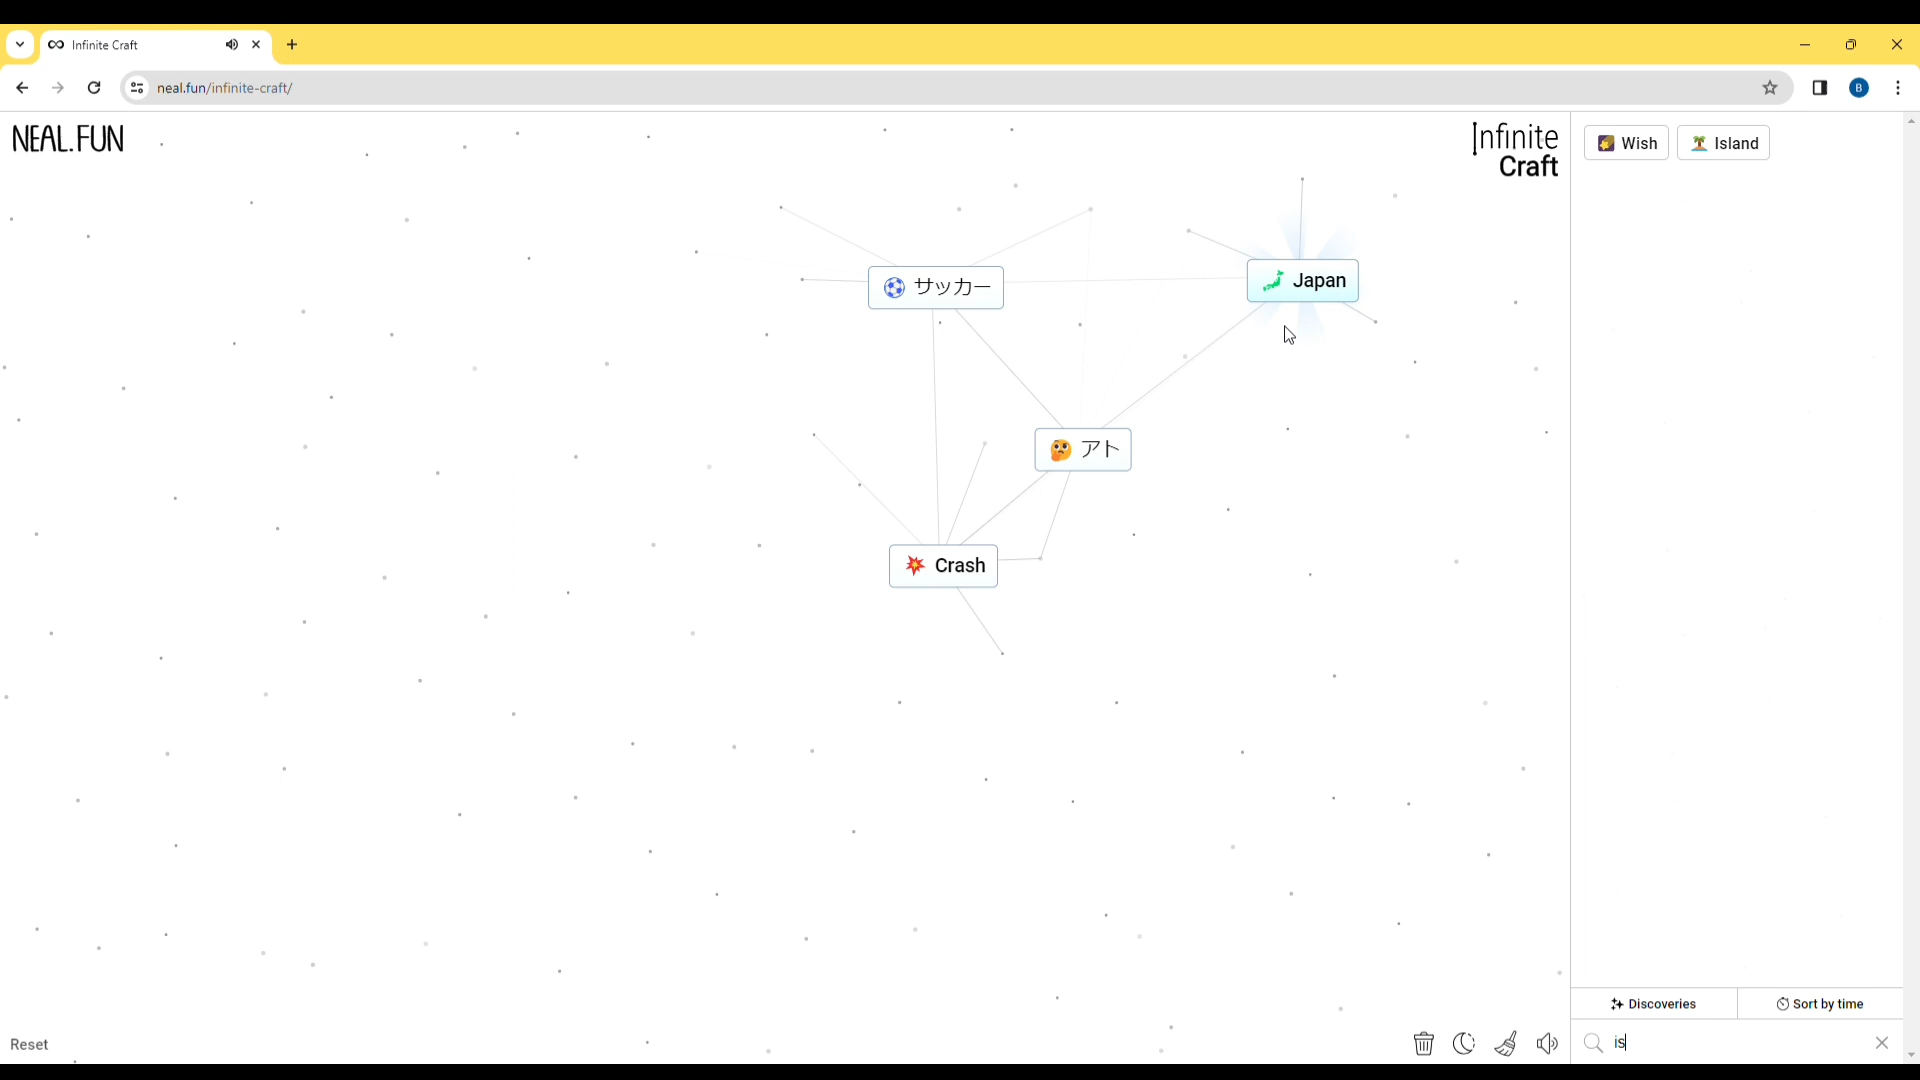 Infinite Craft
neal.fun/infinite-craft/
B
NEAL.FUN
Infinite
Craft
Wish
Island
サッカー
Japan
アト
Crash
Discoveries
Sort by time
Reset
is